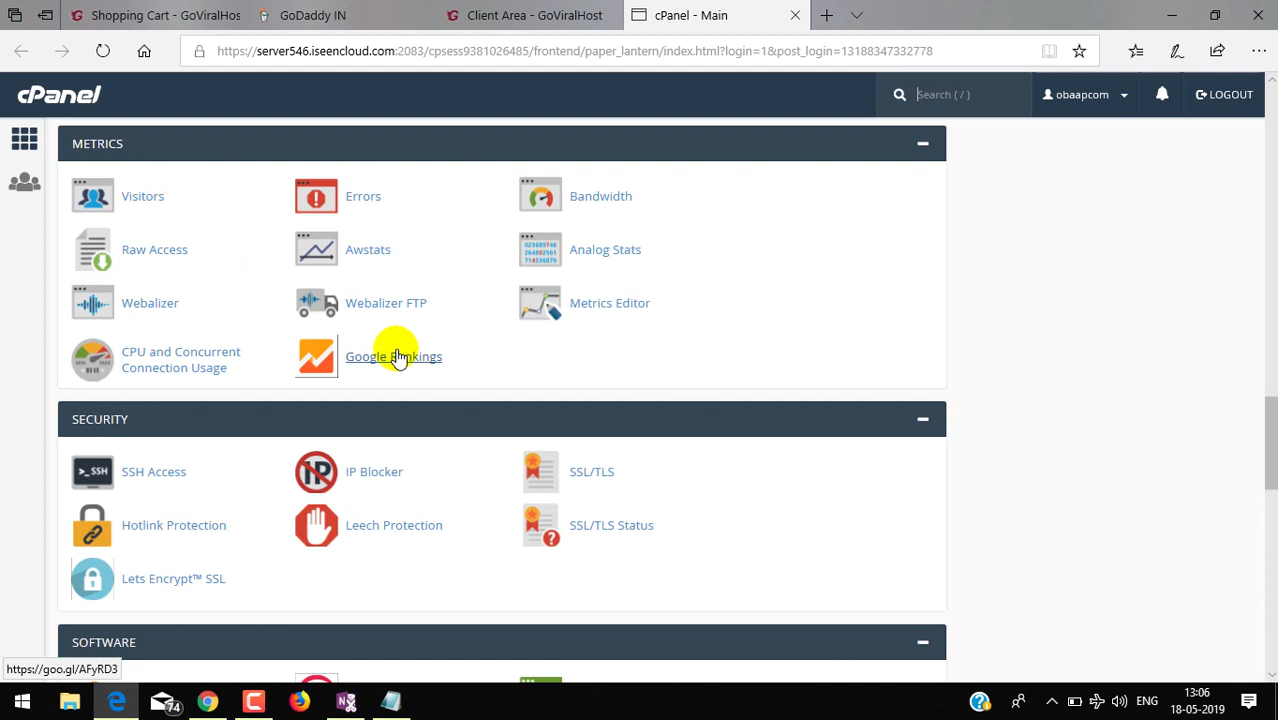 Shopping Cart - GoViralHos
GoDaddy IN
Client Area - GoViralHost
cPanel - Main
https://server546.iseencloud.com:2083/cpsess9381026485/frontend/paper_lantern/index.html?login=1&post_login=13188347332778
cPanel
Search ( / )
obaapcom
LOGOUT
METRICS
Visitors
Errors
Bandwidth
Raw Access
Awstats
Analog Stats
Webalizer
Webalizer FTP
Metrics Editor
CPU and Concurrent
Connection Usage
Google Rankings
SECURITY
>_SSH
SSH Access
IP
IP Blocker
SSL/TLS
Hotlink Protection
Leech Protection
SSL/TLS Status
Lets Encrypt™ SSL
SOFTWARE
https://goo.gl/AFyRD3
74
ENG
13:06
18-05-2019